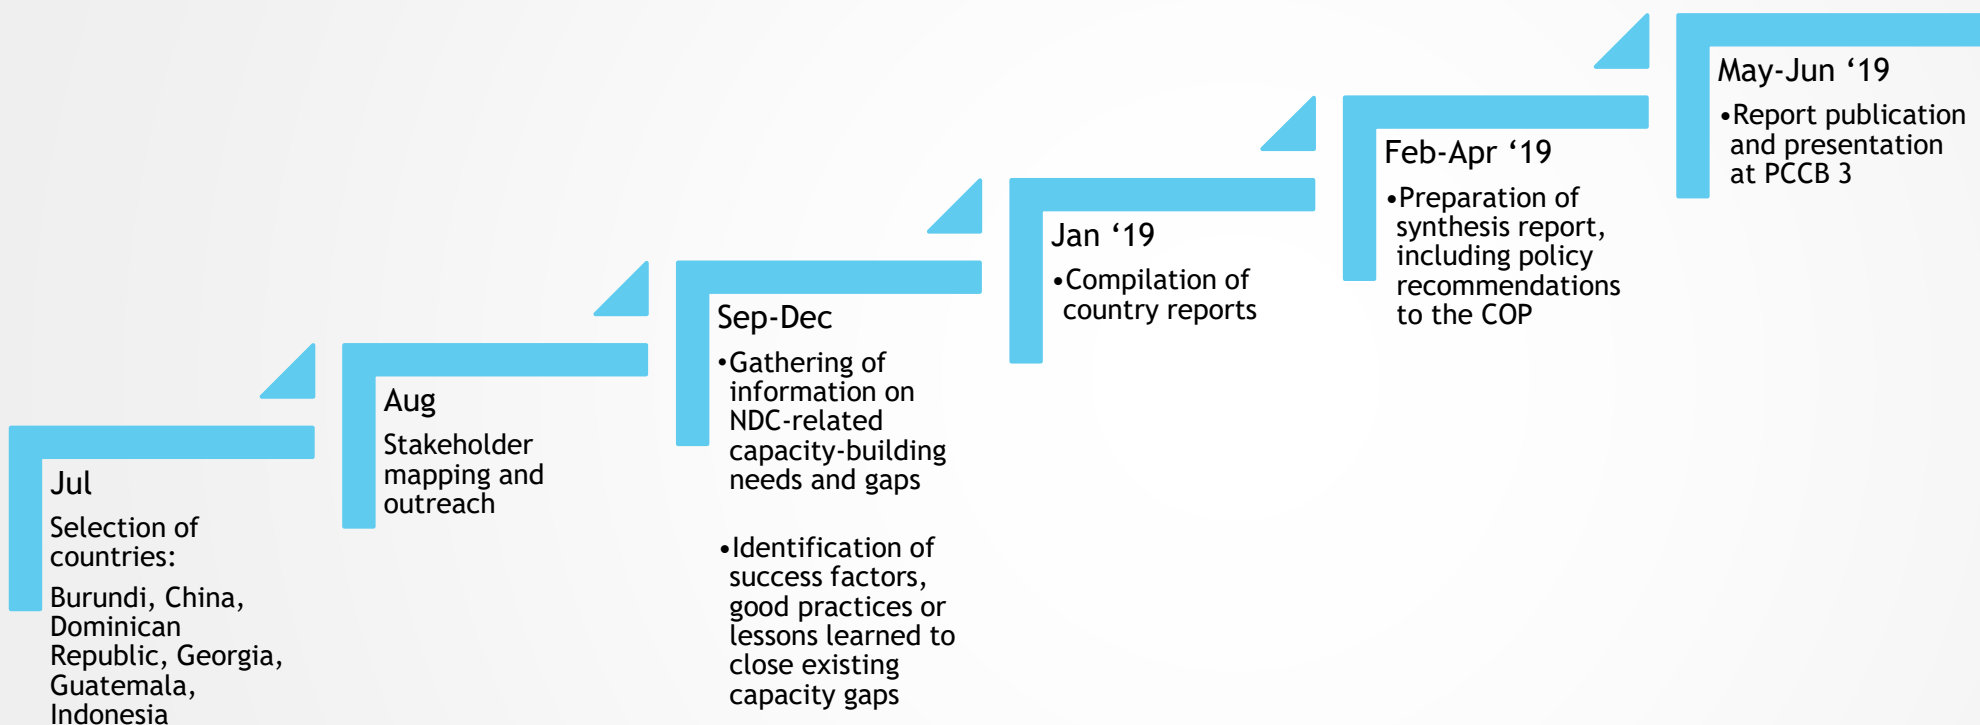 Jul
Selection of
countries:
Burundi, China,
Dominican
Republic, Georgia,
Guatemala,
Indonesia
Aug
Stakeholder
mapping and
outreach
Sep-Dec
•Gathering of
information on
NDC-related
capacity-building
needs and gaps
•Identification of
success factors,
good practices or
lessons learned to
close existing
capacity gaps
Jan ‘19
•Compilation of
country reports
Feb-Apr ‘19
•Preparation of
synthesis report,
including policy
recommendations
to the COP
May-Jun ‘19
•Report publication
and presentation
at PCCB 3